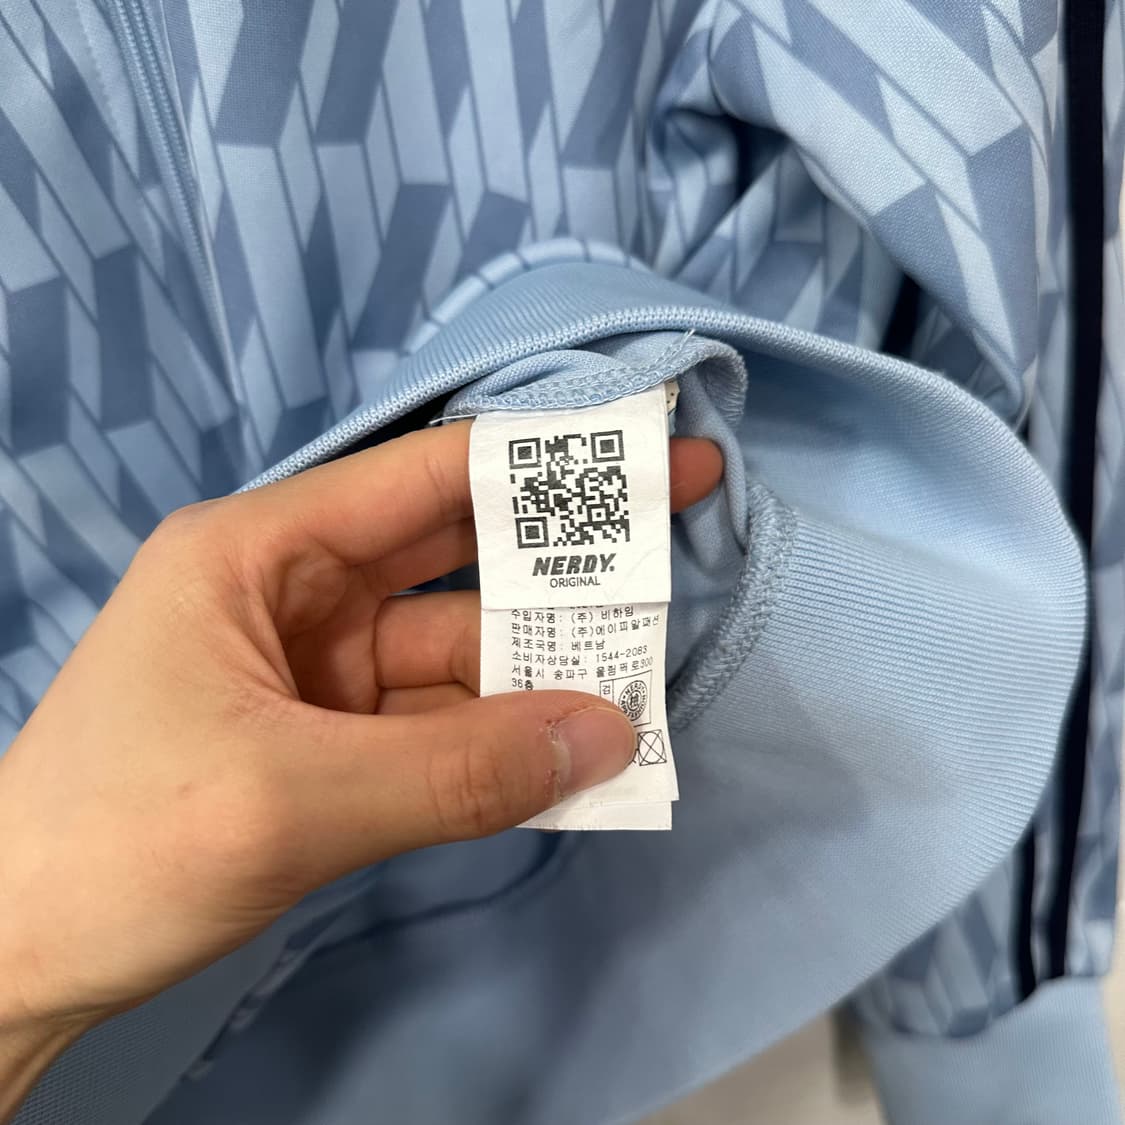 NERDY.
ORIGINAL
수입자명 : (주) 비하임
판매자명 : (주)에이피알패션
제조국명 : 베트남
소비자상담실 : 1544-2083
서울시 송파구 올림픽로300
36층
검